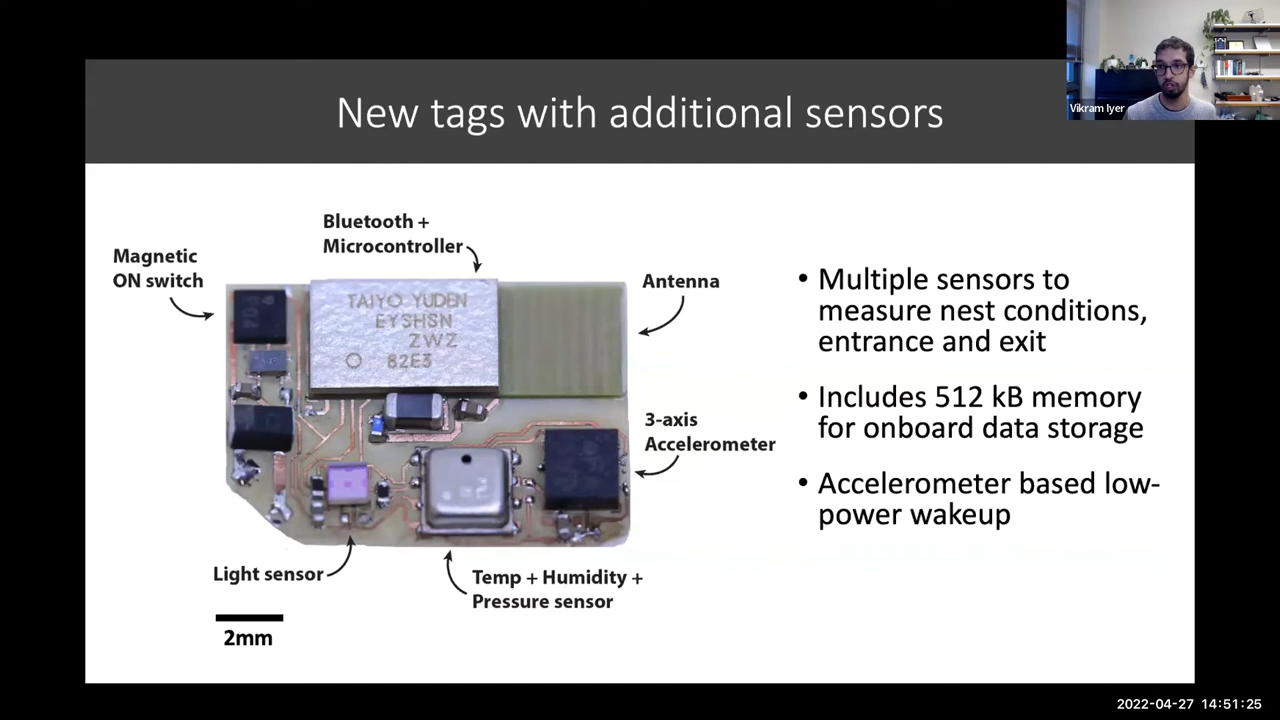 Vikram Iyer
New tags with additional sensors
Magnetic
ON switch
Bluetooth +
Microcontroller
Antenna
TAIYO YUDEN
EYSHSN
ZWZ
82E3
3-axis
Accelerometer
Light sensor
Temp + Humidity +
Pressure sensor
2mm
• Multiple sensors to
measure nest conditions,
entrance and exit
• Includes 512 kB memory
for onboard data storage
• Accelerometer based low-
power wakeup
2022-04-27 14:51:25